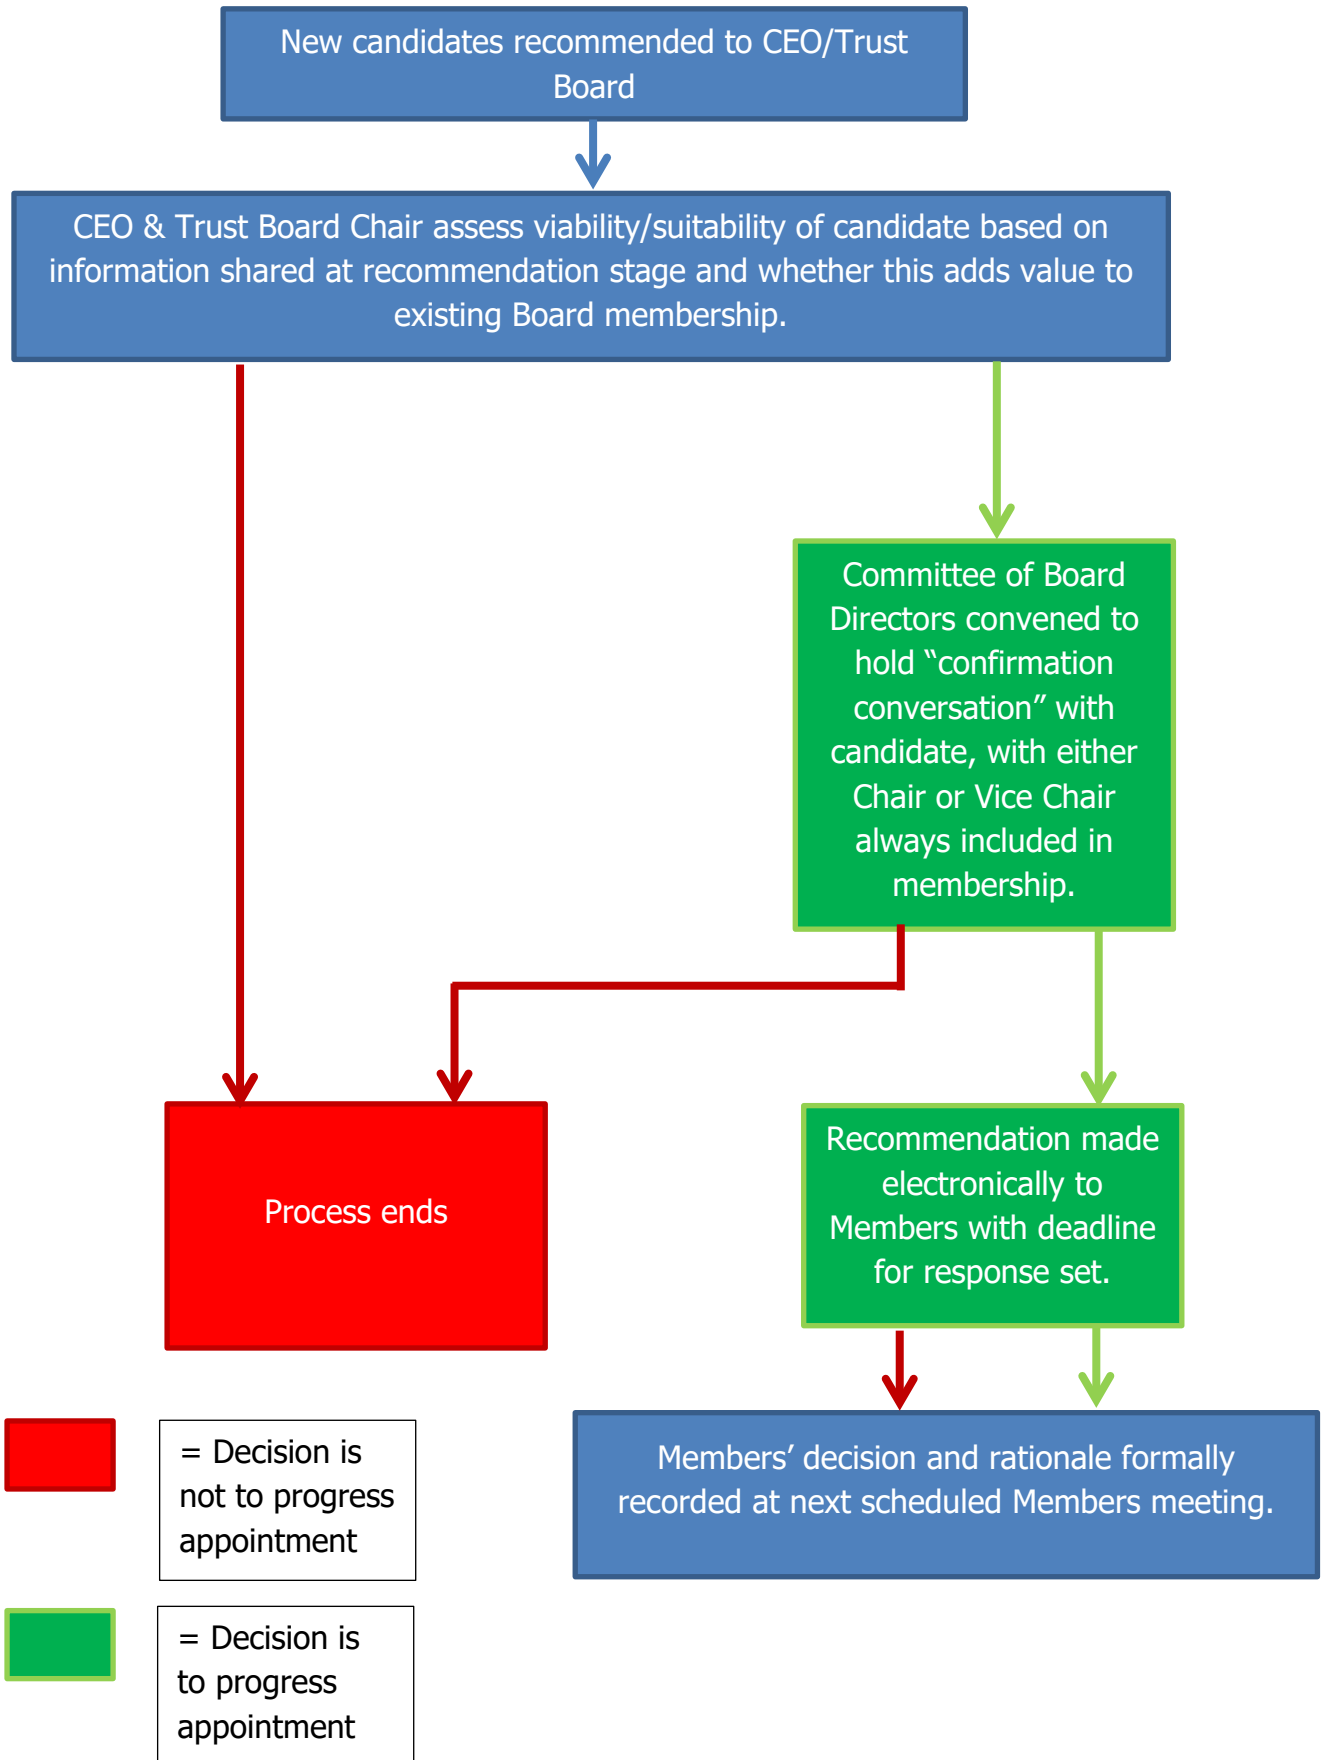 New candidates recommended to CEO/Trust
Board
CEO & Trust Board Chair assess viability/suitability of candidate based on
information shared at recommendation stage and whether this adds value to
existing Board membership.
Committee of Board
Directors convened to
hold “confirmation
conversation” with
candidate, with either
Chair or Vice Chair
always included in
membership.
Process ends
Recommendation made
electronically to
Members with deadline
for response set.
Members’ decision and rationale formally
recorded at next scheduled Members meeting.
= Decision is
not to progress
appointment
= Decision is
to progress
appointment